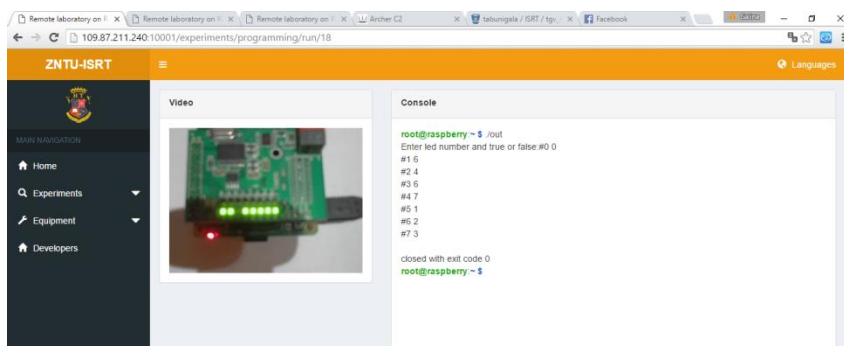 Remote laboratory on
Remote laboratory on
Remote laboratory on
Archer C2
tabunigala / ISRT / tgv_
Facebook
109.87.211.240:10001/experiments/programming/run/18
ZNTU-ISRT
Languages
MAIN NAVIGATION
Home
Experiments
Equipment
Developers
Video
Console
root@raspberry:~ $ ./out
Enter led number and true or false:#0 0
#1 6
#2 4
#3 6
#4 7
#5 1
#6 2
#7 3
closed with exit code 0
root@raspberry:~ $